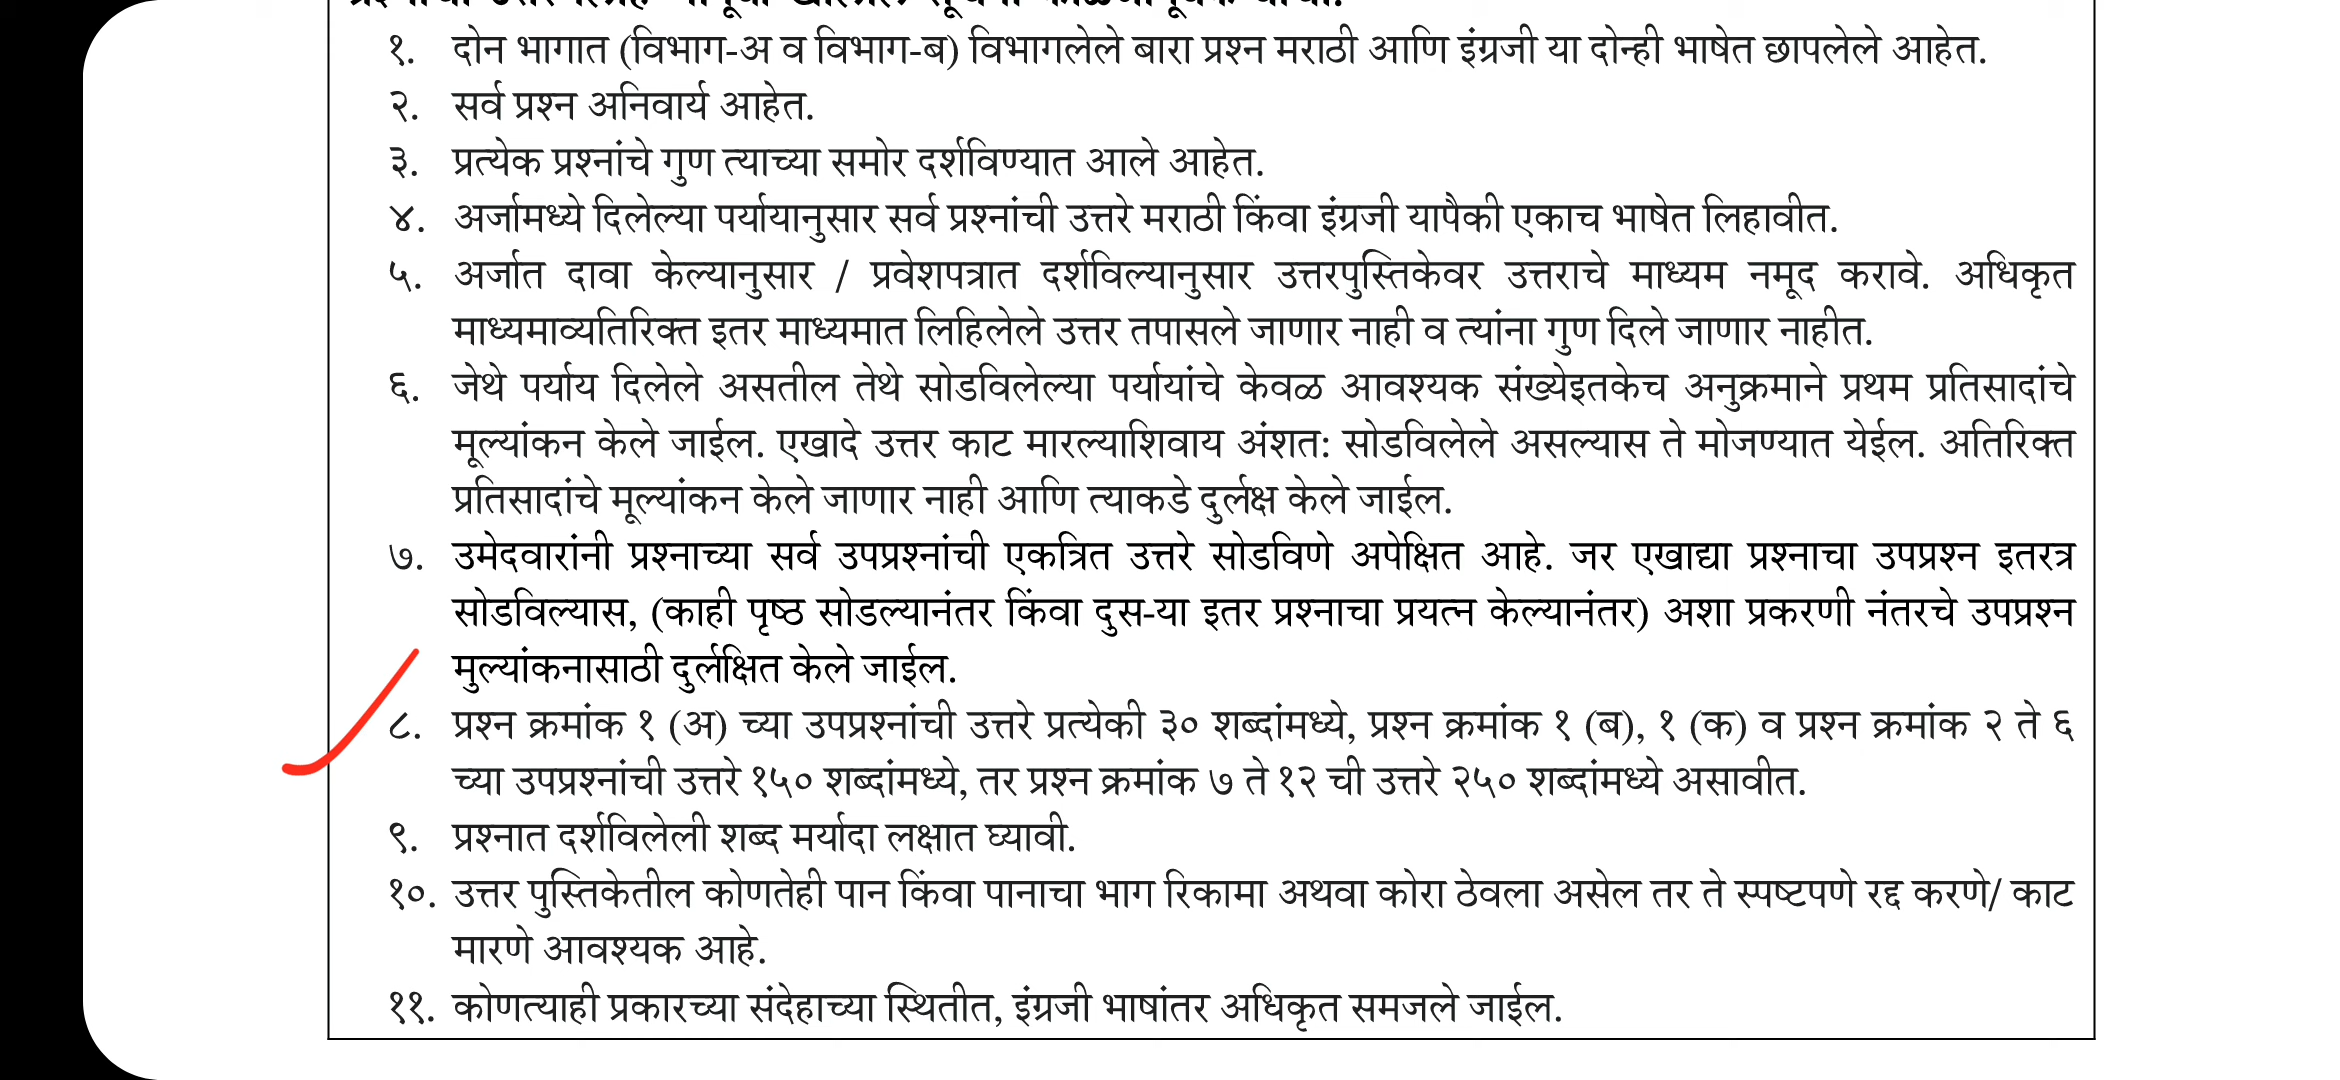 १. दोन भागात (विभाग-अ व विभाग-ब) विभागलेले बारा प्रश्न मराठी आणि इंग्रजी या दोन्ही भाषेत छापलेले आहेत.
२. सर्व प्रश्न अनिवार्य आहेत.
३. प्रत्येक प्रश्नांचे गुण त्याच्या समोर दर्शविण्यात आले आहेत.
४. अर्जामध्ये दिलेल्या पर्यायानुसार सर्व प्रश्नांची उत्तरे मराठी किंवा इंग्रजी यापैकी एकाच भाषेत लिहावीत.
५. अर्जात दावा केल्यानुसार / प्रवेशपत्रात दर्शविल्यानुसार उत्तरपुस्तिकेवर उत्तराचे माध्यम नमूद करावे. अधिकृत
माध्यमाव्यतिरिक्त इतर माध्यमात लिहिलेले उत्तर तपासले जाणार नाही व त्यांना गुण दिले जाणार नाहीत.
६. जेथे पर्याय दिलेले असतील तेथे सोडविलेल्या पर्यायांचे केवळ आवश्यक संख्येइतकेच अनुक्रमाने प्रथम प्रतिसादांचे
मूल्यांकन केले जाईल. एखादे उत्तर काट मारल्याशिवाय अंशत: सोडविलेले असल्यास ते मोजण्यात येईल. अतिरिक्त
प्रतिसादांचे मूल्यांकन केले जाणार नाही आणि त्याकडे दुर्लक्ष केले जाईल.
७. उमेदवारांनी प्रश्नाच्या सर्व उपप्रश्नांची एकत्रित उत्तरे सोडविणे अपेक्षित आहे. जर एखाद्या प्रश्नाचा उपप्रश्न इतरत्र
सोडविल्यास, (काही पृष्ठ सोडल्यानंतर किंवा दुस-या इतर प्रश्नाचा प्रयत्न केल्यानंतर) अशा प्रकरणी नंतरचे उपप्रश्न
मुल्यांकनासाठी दुर्लक्षित केले जाईल.
८. प्रश्न क्रमांक १ (अ) च्या उपप्रश्नांची उत्तरे प्रत्येकी ३० शब्दांमध्ये, प्रश्न क्रमांक १ (ब), १ (क) व प्रश्न क्रमांक २ ते ६
च्या उपप्रश्नांची उत्तरे १५० शब्दांमध्ये, तर प्रश्न क्रमांक ७ ते १२ ची उत्तरे २५० शब्दांमध्ये असावीत.
९. प्रश्नात दर्शविलेली शब्द मर्यादा लक्षात घ्यावी.
१०. उत्तर पुस्तिकेतील कोणतेही पान किंवा पानाचा भाग रिकामा अथवा कोरा ठेवला असेल तर ते स्पष्टपणे रद्द करणे/ काट
मारणे आवश्यक आहे.
११. कोणत्याही प्रकारच्या संदेहाच्या स्थितीत, इंग्रजी भाषांतर अधिकृत समजले जाईल.